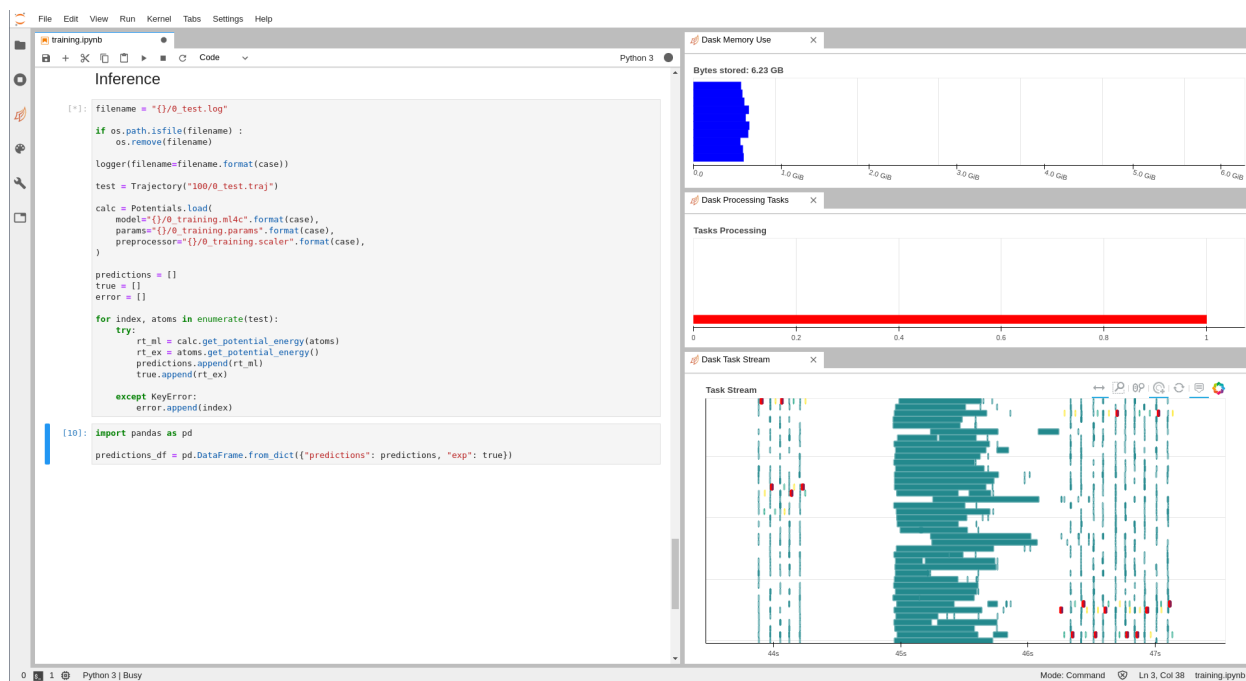 File Edit View Run Kernel Tabs Settings Help
training.ipynb
Code
Python 3
Inference
[*]: filename = "{}/0_test.log"
if os.path.isfile(filename) :
    os.remove(filename)
logger(filename=filename.format(case))
test = Trajectory("100/0_test.traj")
calc = Potentials.load(
    model="{}/0_training.ml4c".format(case),
    params="{}/0_training.params".format(case),
    preprocessor="{}/0_training.scaler".format(case),
)
predictions = []
true = []
error = []
for index, atoms in enumerate(test):
    try:
        rt_ml = calc.get_potential_energy(atoms)
        rt_ex = atoms.get_potential_energy()
        predictions.append(rt_ml)
        true.append(rt_ex)
    except KeyError:
        error.append(index)
[10]: import pandas as pd
predictions_df = pd.DataFrame.from_dict({"predictions": predictions, "exp": true})
Dask Memory Use
Bytes stored: 6.23 GB
0.0 1.0 GiB 2.0 GiB 3.0 GiB 4.0 GiB 5.0 GiB 6.0 GiB
Dask Processing Tasks
Tasks Processing
0 0.2 0.4 0.6 0.8 1
Dask Task Stream
Task Stream
44s 45s 46s 47s
0 1 Python 3 | Busy
Mode: Command Ln 3, Col 38 training.ipynb